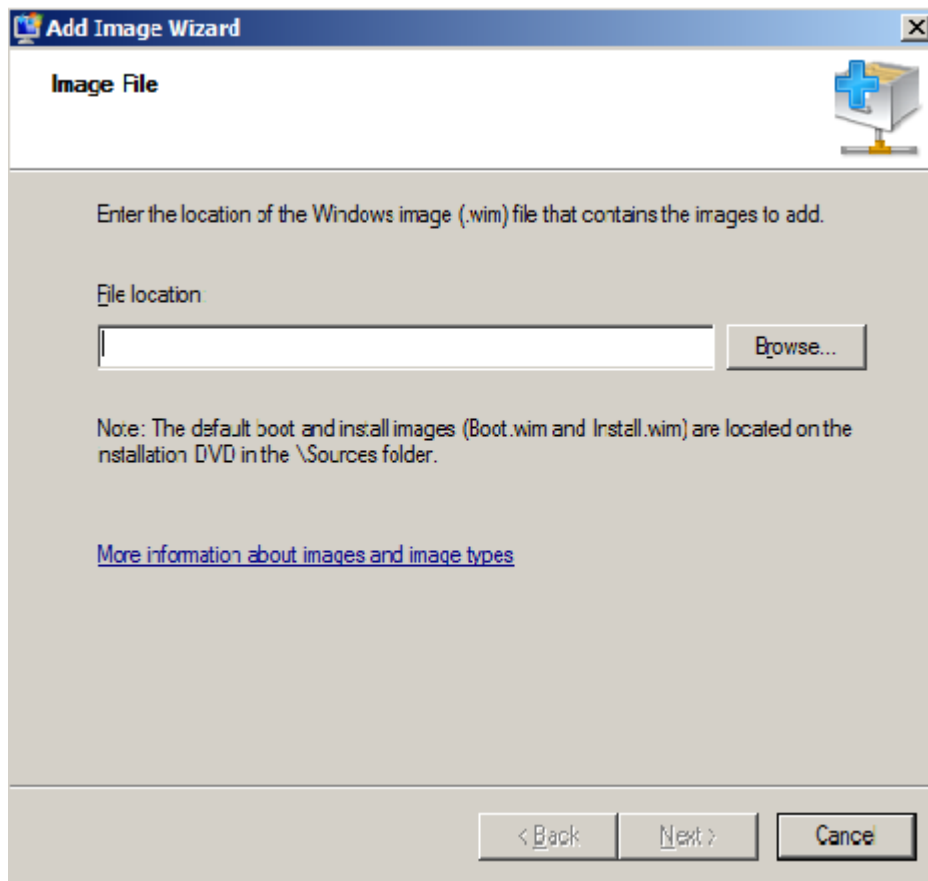 Add Image Wizard
Image File
Enter the location of the Windows image (.wim) file that contains the images to add.
File location:
Browse...
Note: The default boot and install images (Boot.wim and Install.wim) are located on the
nstallation DVD in the \Sources folder.
More information about images and image types
< Back
Next >
Cancel